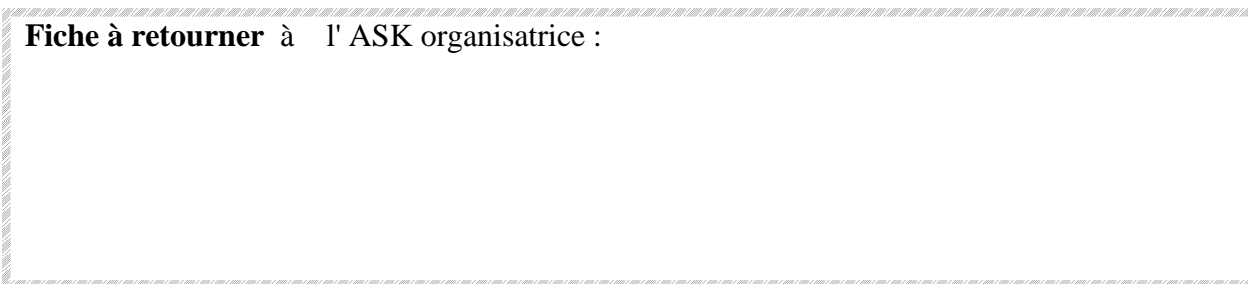 Fiche à retourner à l' ASK organisatrice :